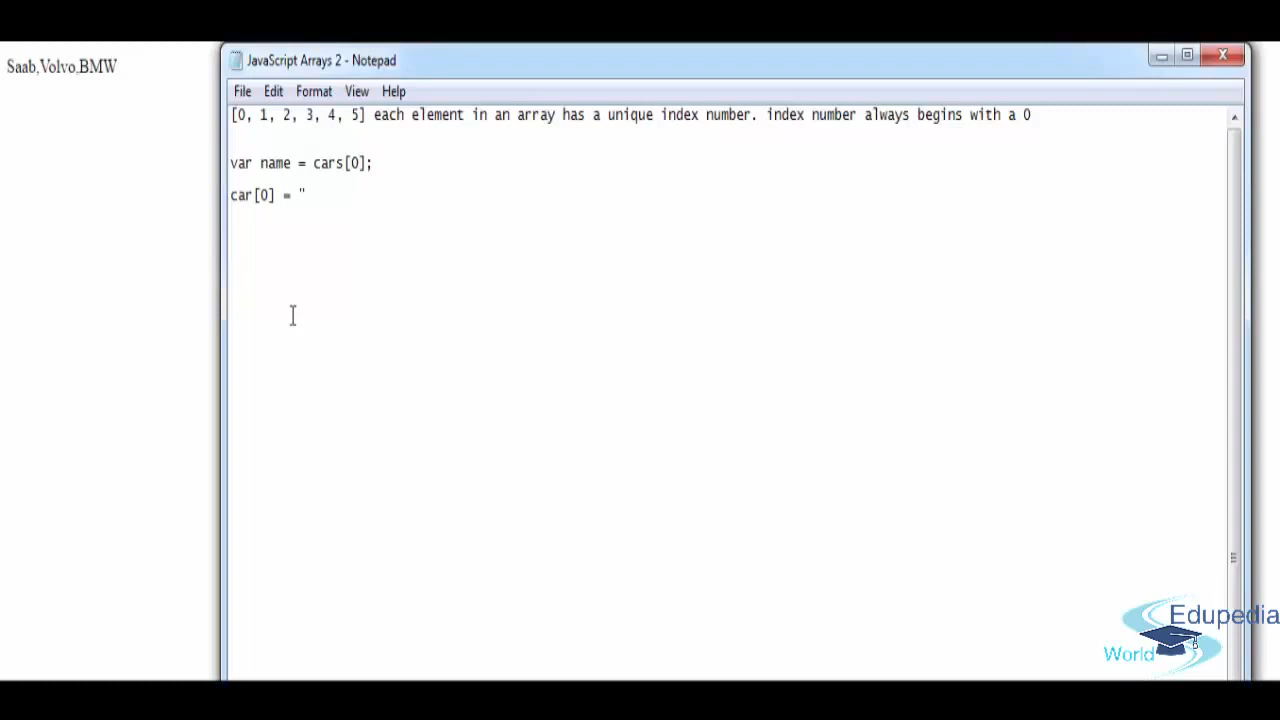 Saab,Volvo,BMW
JavaScript Arrays 2 - Notepad
File Edit Format View Help
[0, 1, 2, 3, 4, 5] each element in an array has a unique index number. index number always begins with a 0
var name = cars[0];
car[0] = "
Edupedia
World